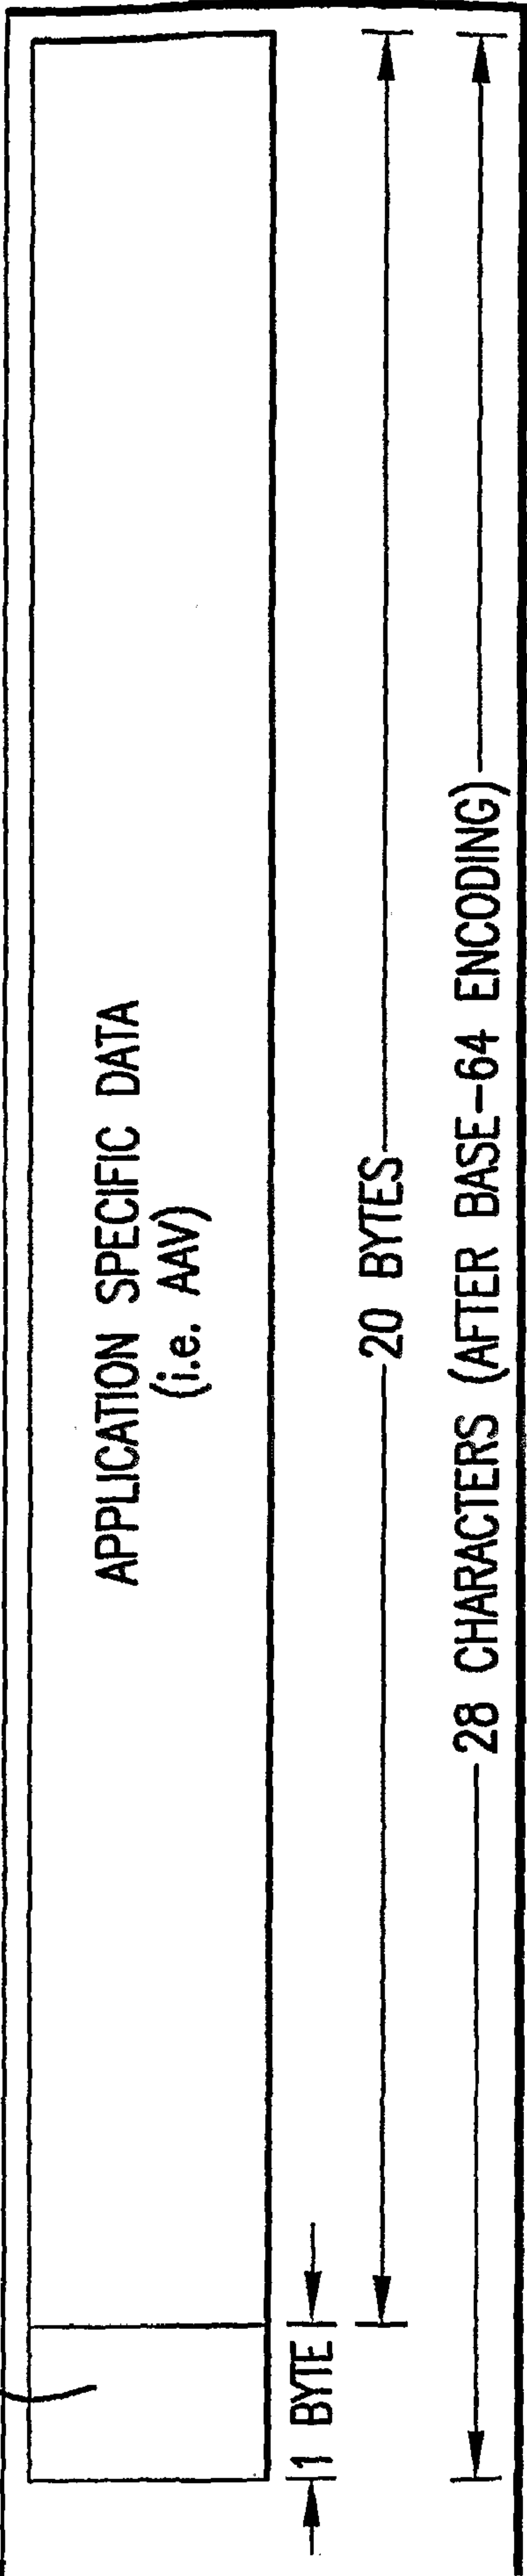 APPLICATION SPECIFIC DATA
(i.e. AAV)
1 BYTE
20 BYTES
28 CHARACTERS (AFTER BASE-64 ENCODING)